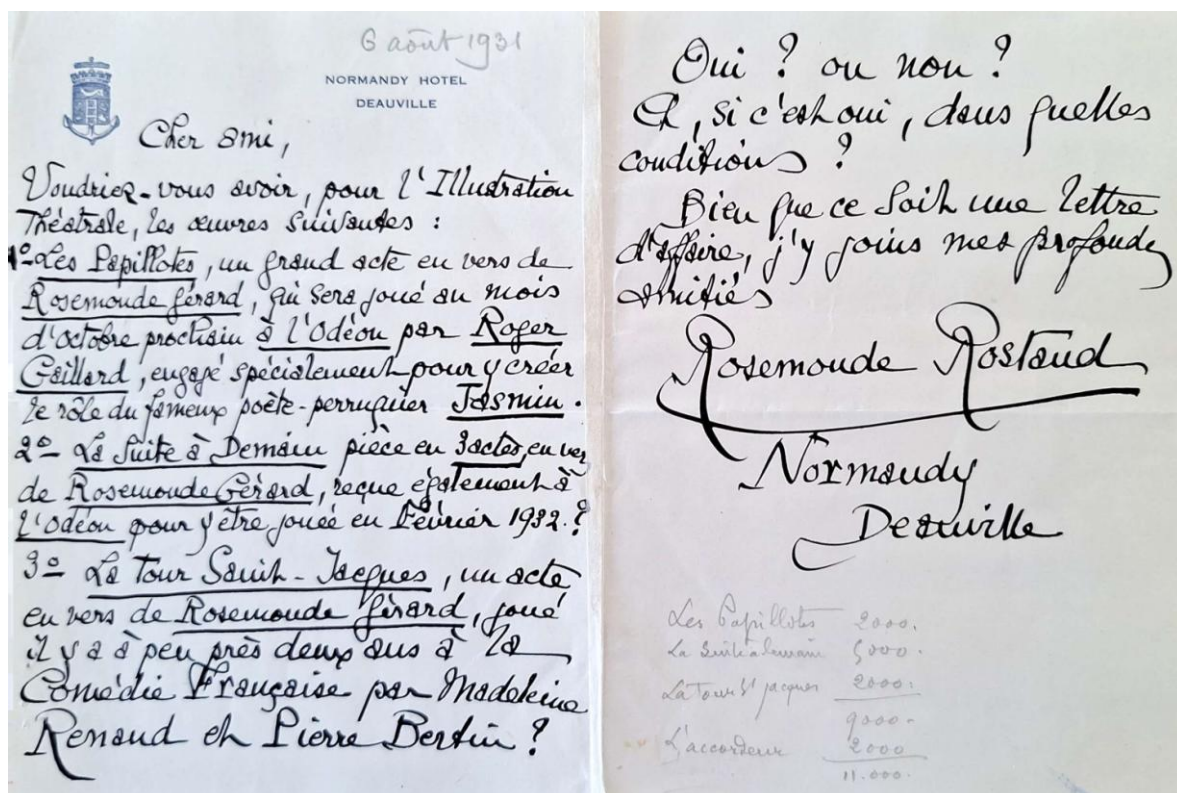 6 août 1931
NORMANDY HOTEL
DEAUVILLE
Cher ami,
Voudriez-vous avoir, pour l'Illustration
Théâtrale, les œuvres suivantes :
1º Les Papillotes, un grand acte en vers de
Rosemonde Gérard, qui sera joué au mois
d'octobre prochain à l'Odéon par Roger
Gaillard, engagé spécialement pour y créer
le rôle du fameux poète-perruquier Jasmin.
2º La Suite à Demain pièce en 3 actes, en vers
de Rosemonde Gérard, reçue également à
l'Odéon pour y être jouée en Février 1932. ?
3º La Tour Saint-Jacques, un acte
en vers de Rosemonde Gérard, joué
il y a à peu près deux ans à la
Comédie Française par Madeleine
Renaud et Pierre Bertin ?
Oui ? ou non ?
Et, si c'est oui, dans quelles
conditions ?
Bien que ce soit une lettre
d'affaire, j'y joins mes profondes
amitiés
Rosemonde Rostand
Normandy
Deauville
Les Papillotes 2000.
La Suite à demain 5000.
La Tour St jacques 2000.
9000.
L'accordeur 2000
11.000.